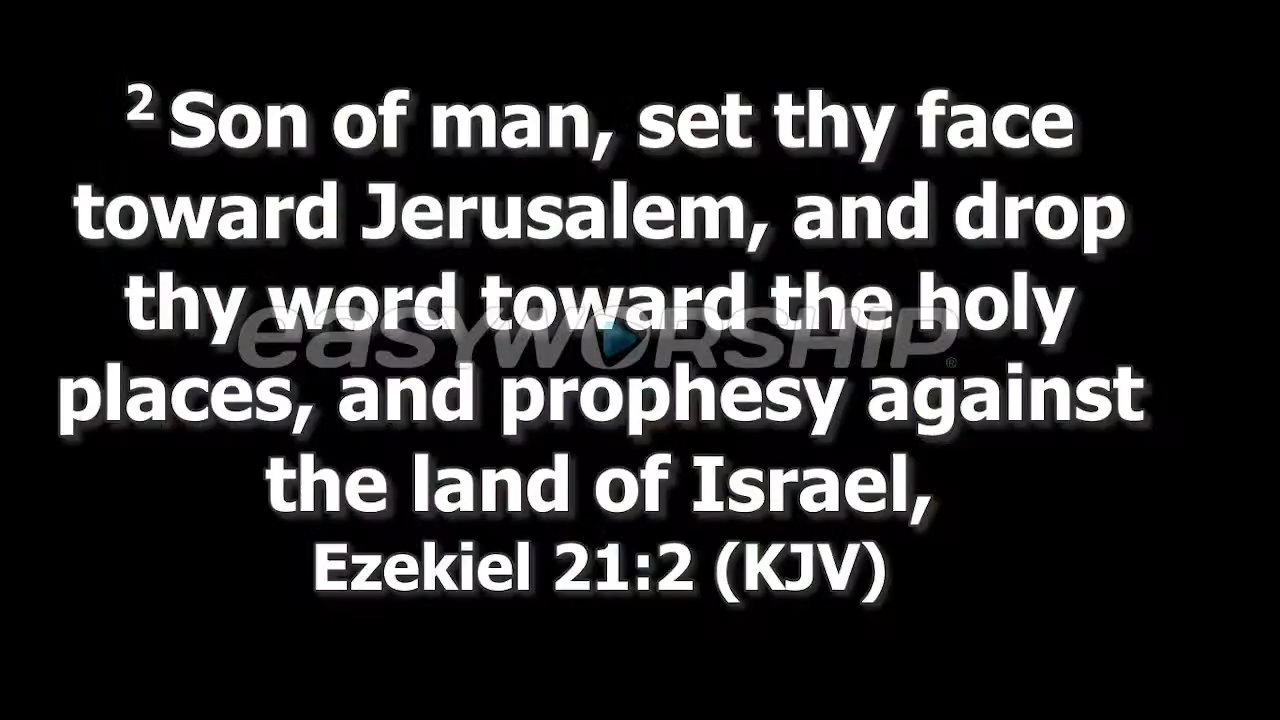 2 Son of man, set thy face
toward Jerusalem, and drop
thy word toward the holy
easyworship®
places, and prophesy against
the land of Israel,
Ezekiel 21:2 (KJV)